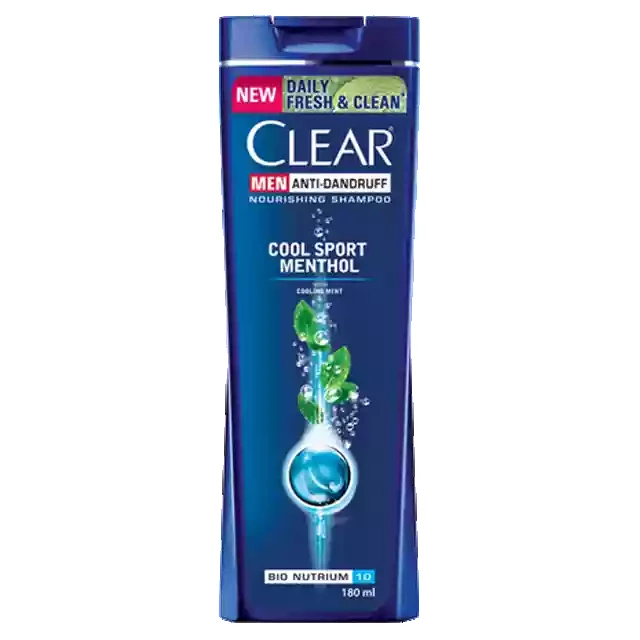 NEW
DAILY
FRESH & CLEAN*
CLEAR®
MEN ANTI-DANDRUFF
NOURISHING SHAMPOO
COOL SPORT
MENTHOL
WITH
COOLING MINT
BIO NUTRIUM 10
180 ml